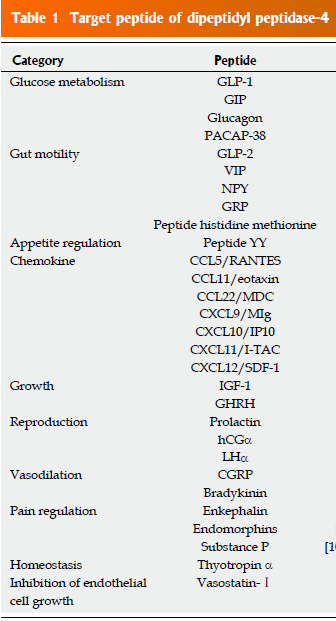 Table 1 Target peptide of dipeptidyl peptidase-4
Category Peptide
Glucose metabolism GLP-1
GIP
Glucagon
PACAP-38
Gut motility GLP-2
VIP
NPY
GRP
Peptide histidine methionine
Appetite regulation Peptide YY
Chemokine CCL5/RANTES
CCL11/eotaxin
CCL22/MDC
CXCL9/MIg
CXCL10/IP10
CXCL11/I-TAC
CXCL12/SDF-1
Growth IGF-1
GHRH
Reproduction Prolactin
hCGα
LHα
Vasodilation CGRP
Bradykinin
Pain regulation Enkephalin
Endomorphins
Substance P
Homeostasis Thyotropin α
Inhibition of endothelial Vasostatin-Ⅰ
cell growth